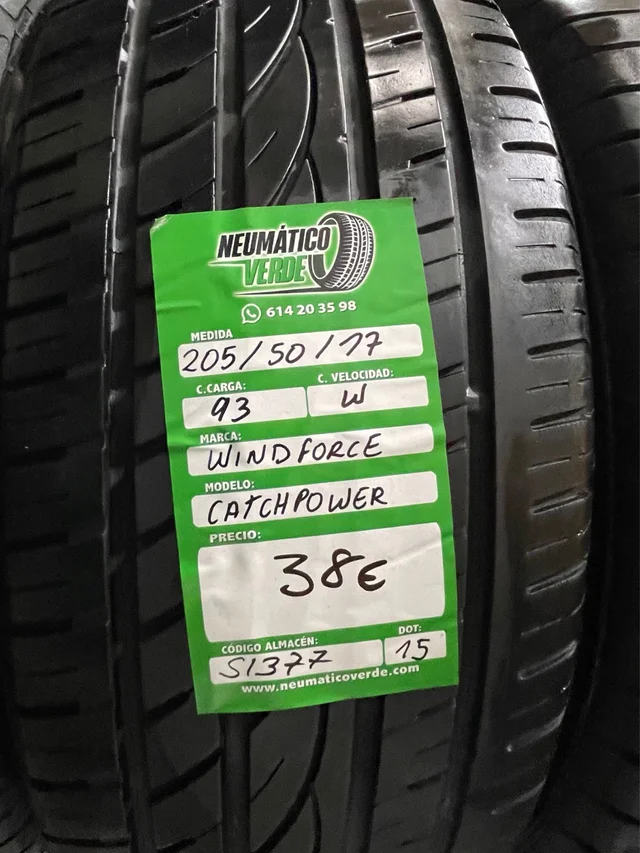 NEUMÁTICO
VERDE
614 20 35 98
MEDIDA
205/50/17
C.CARGA: C. VELOCIDAD:
93 W
MARCA:
WINDFORCE
MODELO:
CATCHPOWER
PRECIO:
38€
CÓDIGO ALMACÉN: DOT:
S1377 15
www.neumaticoverde.com